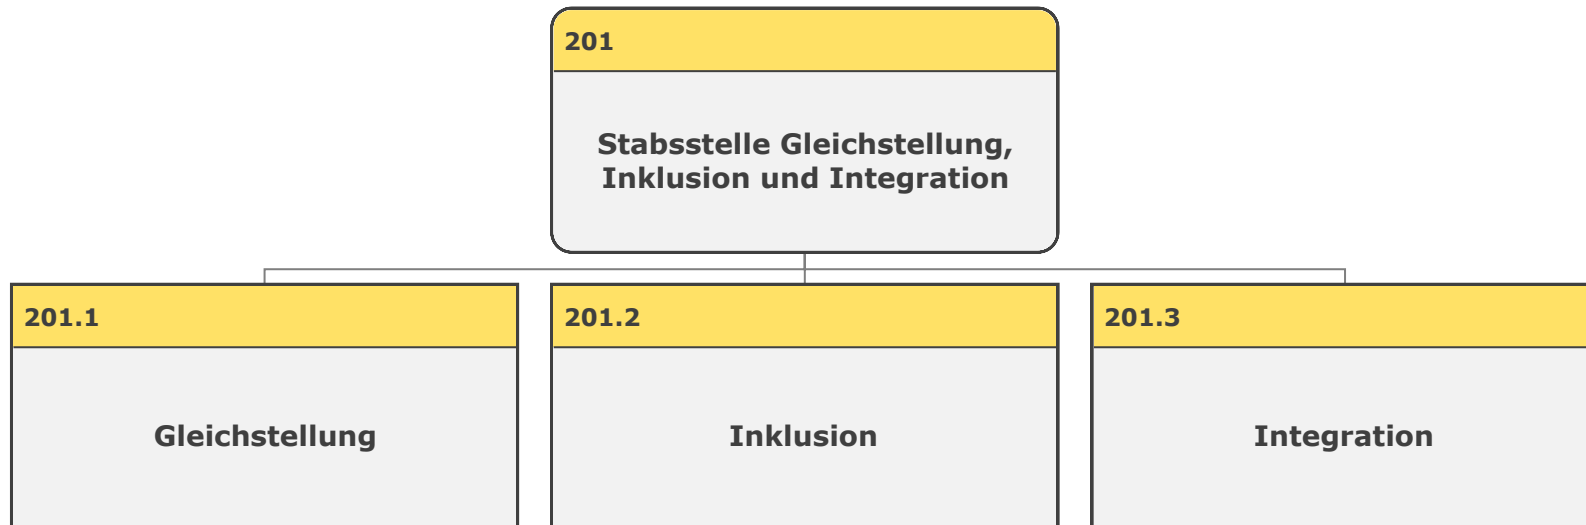 201
Stabsstelle Gleichstellung,
Inklusion und Integration
201.1
Gleichstellung
201.2
Inklusion
201.3
Integration